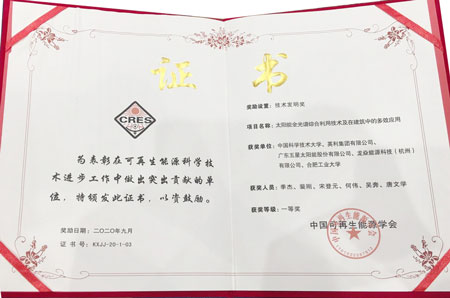 证书
CRES
为表彰在可再生能源科学技
术进步工作中做出突出贡献的单
位，特颁发此证书，以资鼓励。
奖励日期：二〇二〇年九月
证 书 号：KXJJ-20-1-03
奖励设置：技术发明奖
项目名称：太阳能全光谱综合利用技术及在建筑中的多效应用
获奖单位：中国科学技术大学、英利集团有限公司、
广东五星太阳能股份有限公司、龙焱能源科技（杭州）
有限公司、合肥工业大学
获奖人员：季杰、裴刚、宋登元、何伟、吴奔、唐文学
获奖等级：一等奖
中国可再生能源学会